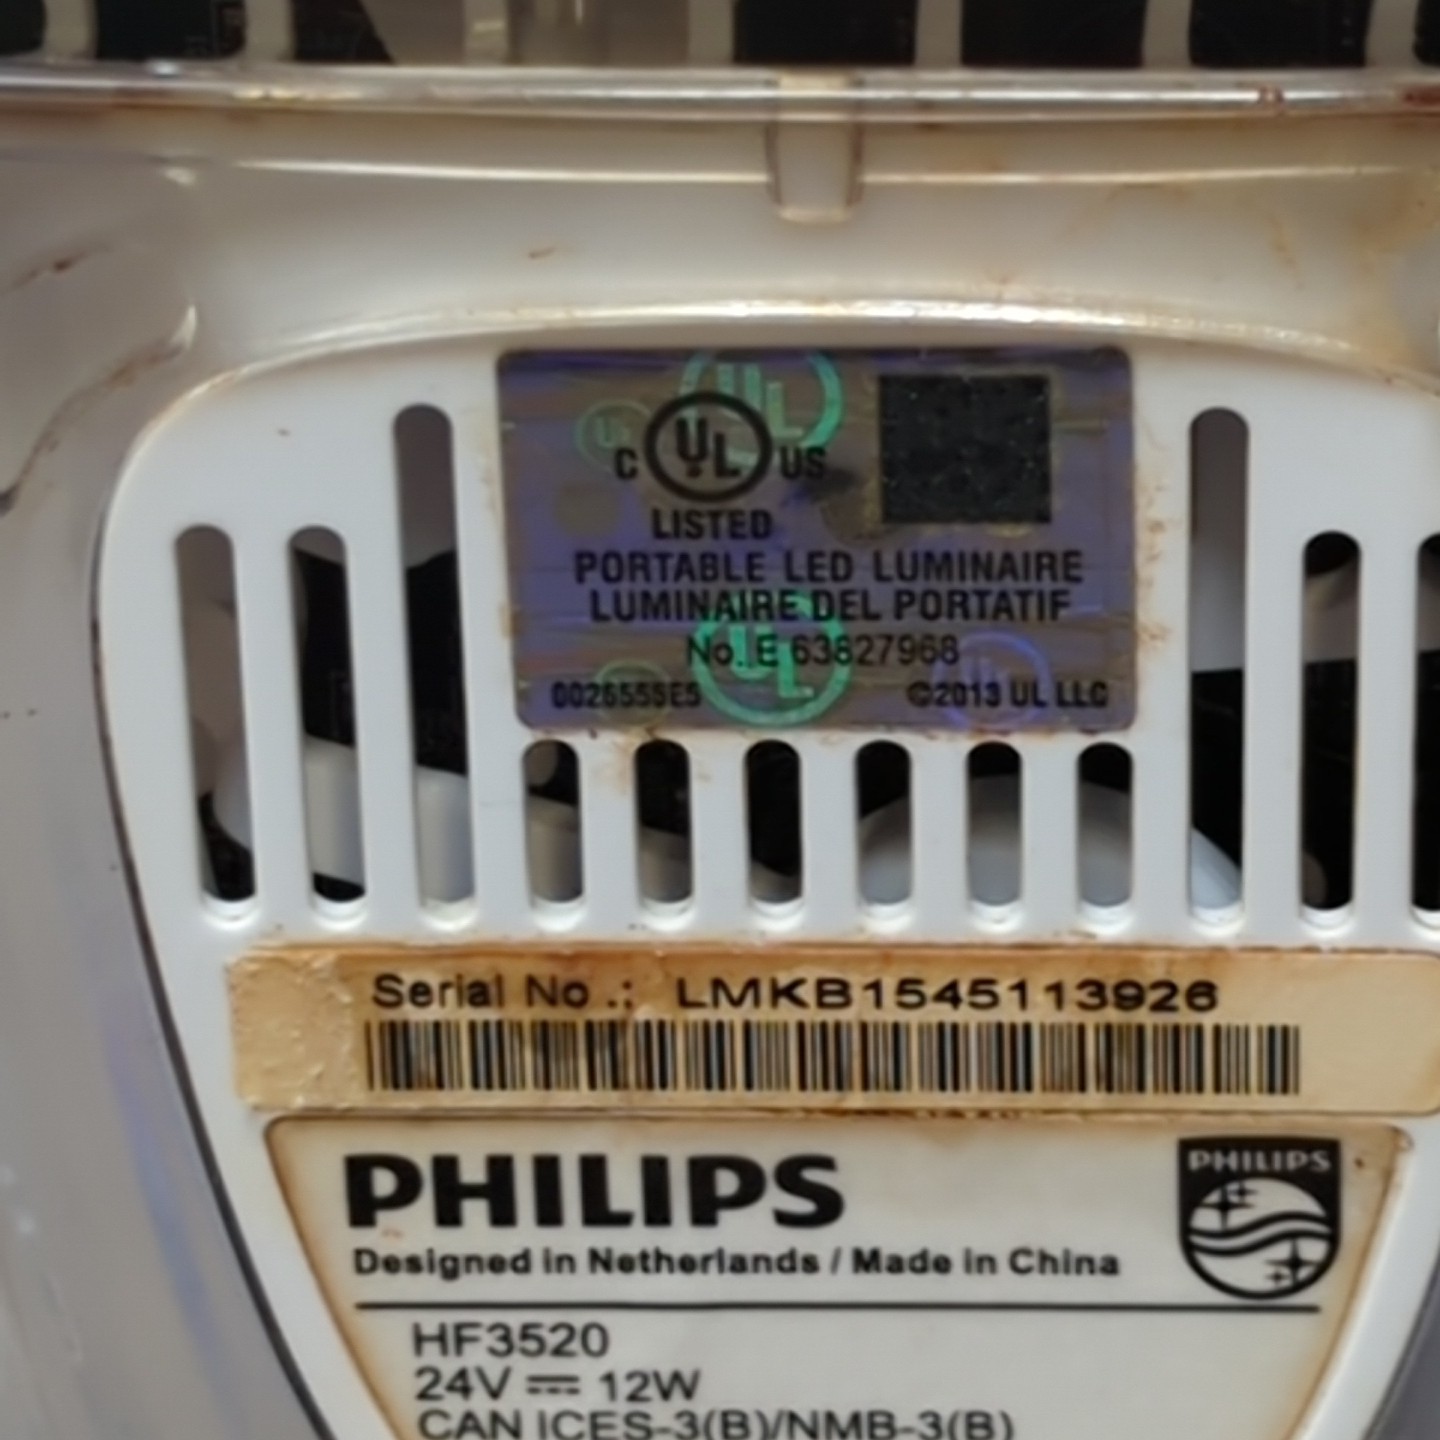 C UL US
LISTED
PORTABLE LED LUMINAIRE
LUMINAIRE DEL PORTATIF
No. E 63827968
©2013 UL LLC
Serial No.: LMKB1545113926
PHILIPS
PHILIPS
Designed in Netherlands / Made in China
HF3520
24V ⎓ 12W
CAN ICES-3(B)/NMB-3(B)